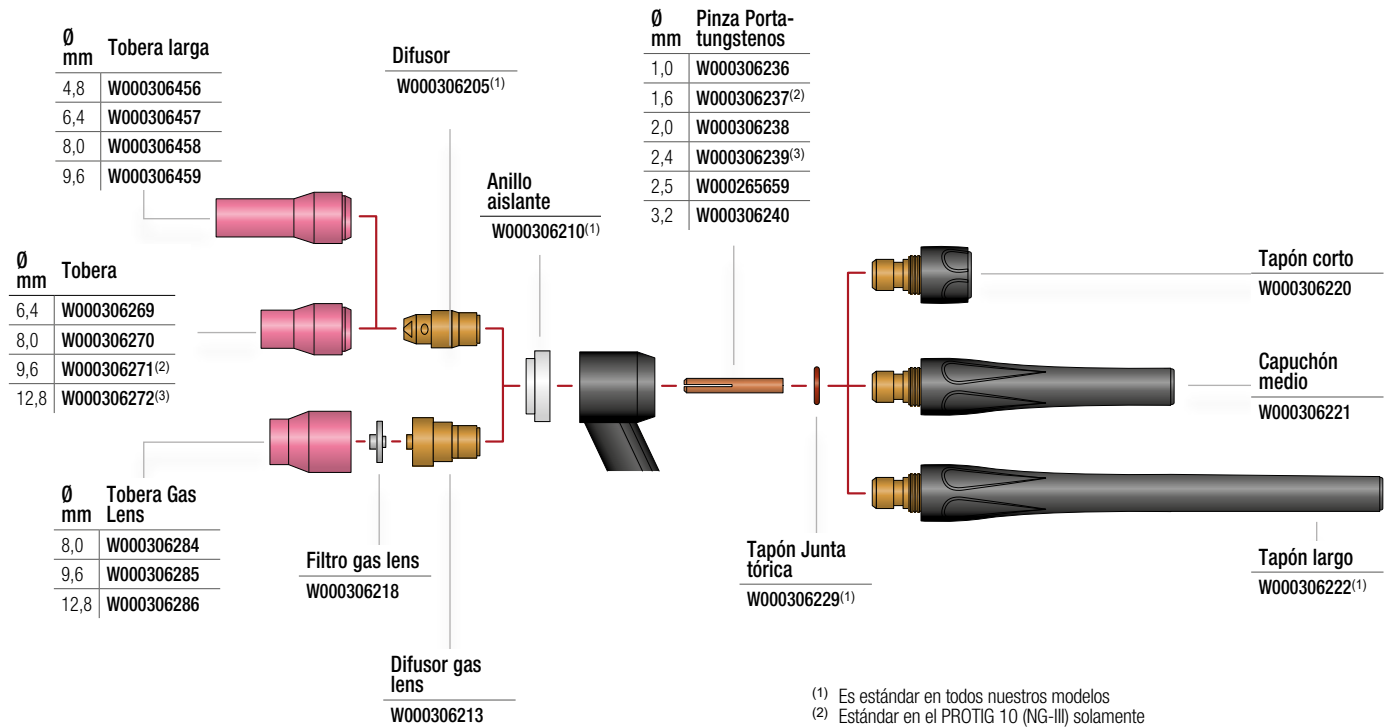 Ø mm Tobera larga
4,8 W000306456
6,4 W000306457
8,0 W000306458
9,6 W000306459
Difusor
W000306205(1)
Anillo
aislante
W000306210(1)
Ø mm Pinza Porta-
tungstenos
1,0 W000306236
1,6 W000306237(2)
2,0 W000306238
2,4 W000306239(3)
2,5 W000265659
3,2 W000306240
Ø mm Tobera
6,4 W000306269
8,0 W000306270
9,6 W000306271(2)
12,8 W000306272(3)
Tapón corto
W000306220
Capuchón
medio
W000306221
Ø mm Tobera Gas
Lens
8,0 W000306284
9,6 W000306285
12,8 W000306286
Filtro gas lens
W000306218
Difusor gas
lens
W000306213
Tapón Junta
tórica
W000306229(1)
Tapón largo
W000306222(1)
(1) Es estándar en todos nuestros modelos
(2) Estándar en el PROTIG 10 (NG-III) solamente